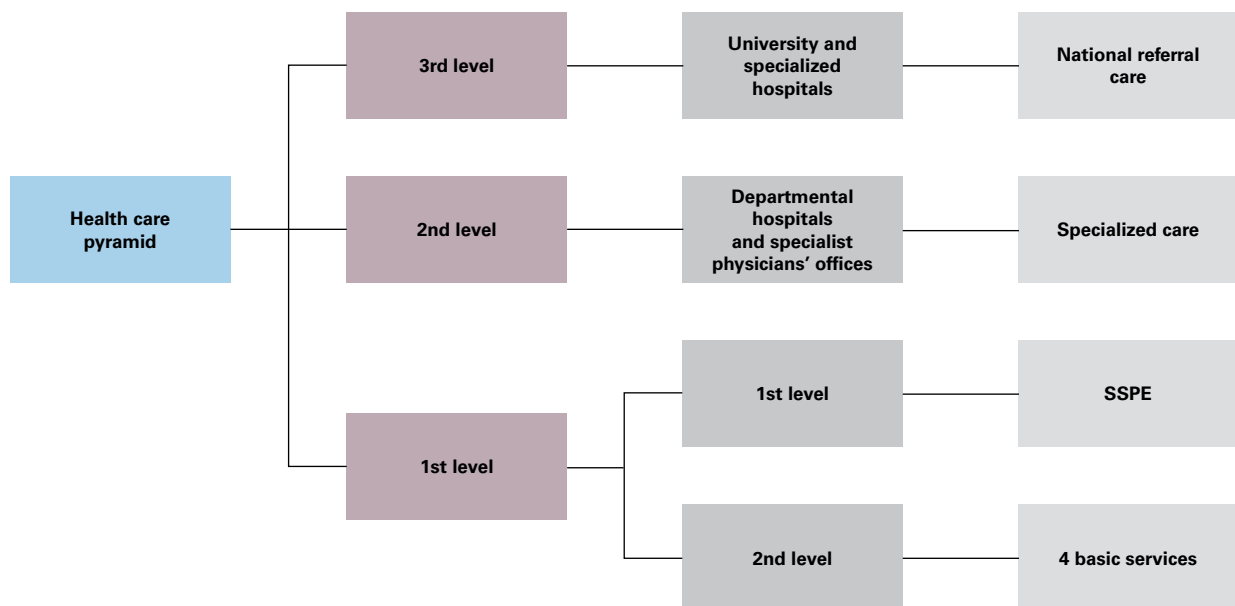 3rd level
University and
specialized
hospitals
National referral
care
Health care
pyramid
2nd level
Departmental
hospitals
and specialist
physicians’ offices
Specialized care
1st level
1st level
SSPE
2nd level
4 basic services